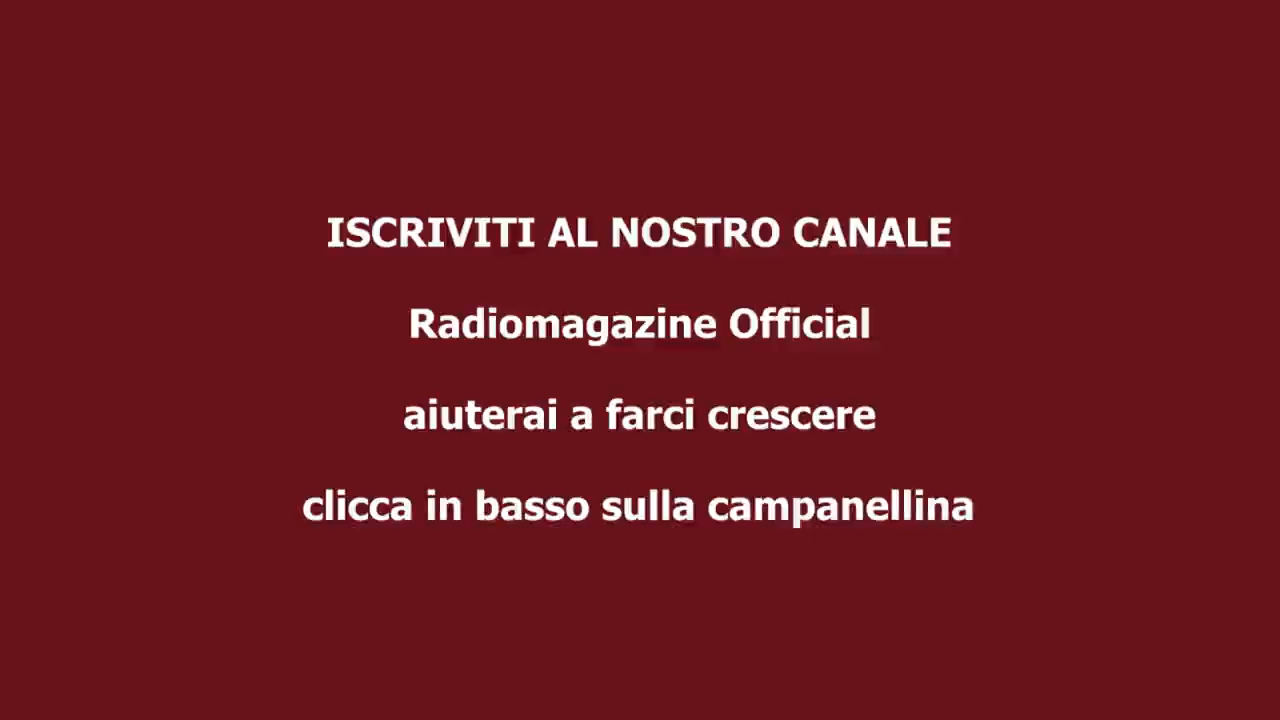 ISCRIVITI AL NOSTRO CANALE
Radiomagazine Official
aiuterai a farci crescere
clicca in basso sulla campanellina